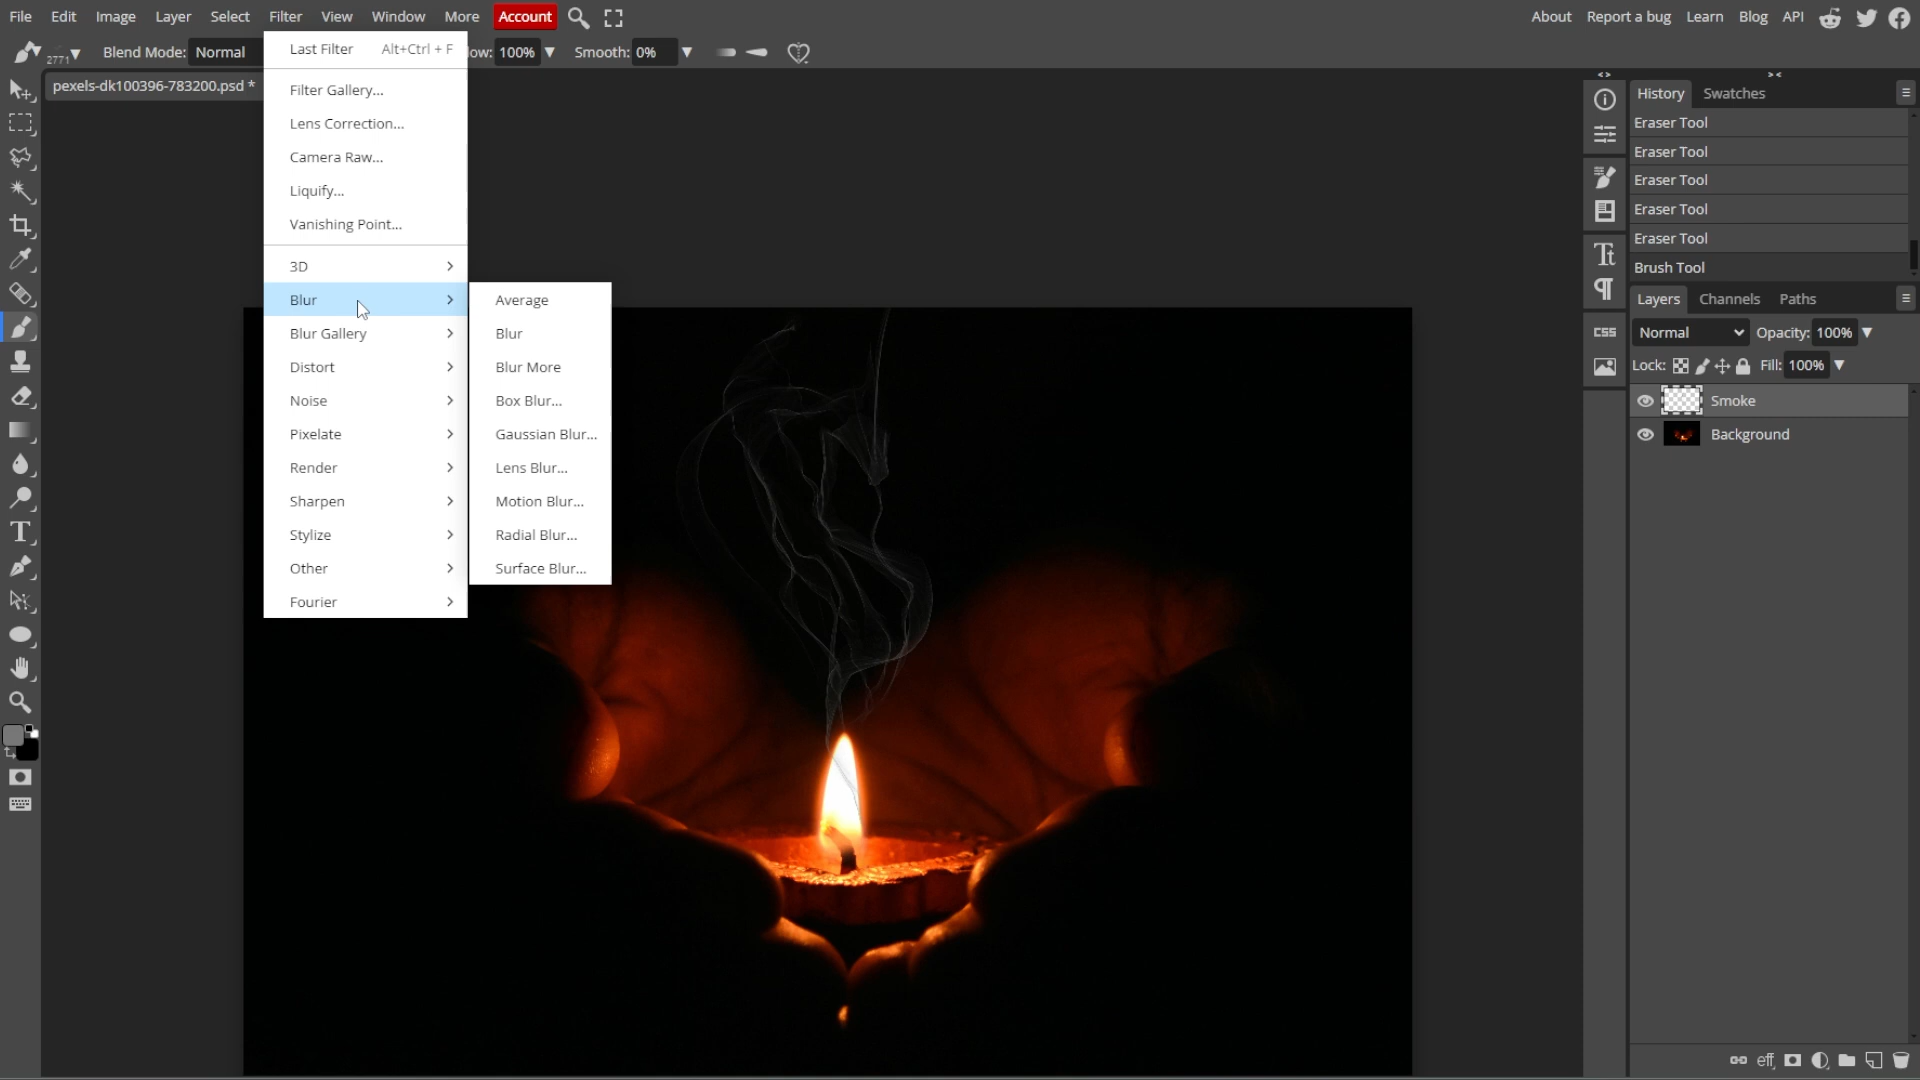 File Edit Image Layer Select Filter View Window More Account About Report a bug Learn Blog API
2771 Blend Mode: Normal low: 100% Smooth: 0%
pexels-dk100396-783200.psd *
Last Filter Alt+Ctrl + F
Filter Gallery...
Lens Correction...
Camera Raw...
Liquify...
Vanishing Point...
3D
Blur
Blur Gallery
Distort
Noise
Pixelate
Render
Sharpen
Stylize
Other
Fourier
Average
Blur
Blur More
Box Blur...
Gaussian Blur...
Lens Blur...
Motion Blur...
Radial Blur...
Surface Blur...
CSS
History Swatches
Eraser Tool
Eraser Tool
Eraser Tool
Eraser Tool
Eraser Tool
Brush Tool
Layers Channels Paths
Normal Opacity: 100%
Lock: Fill: 100%
Smoke
Background
eff